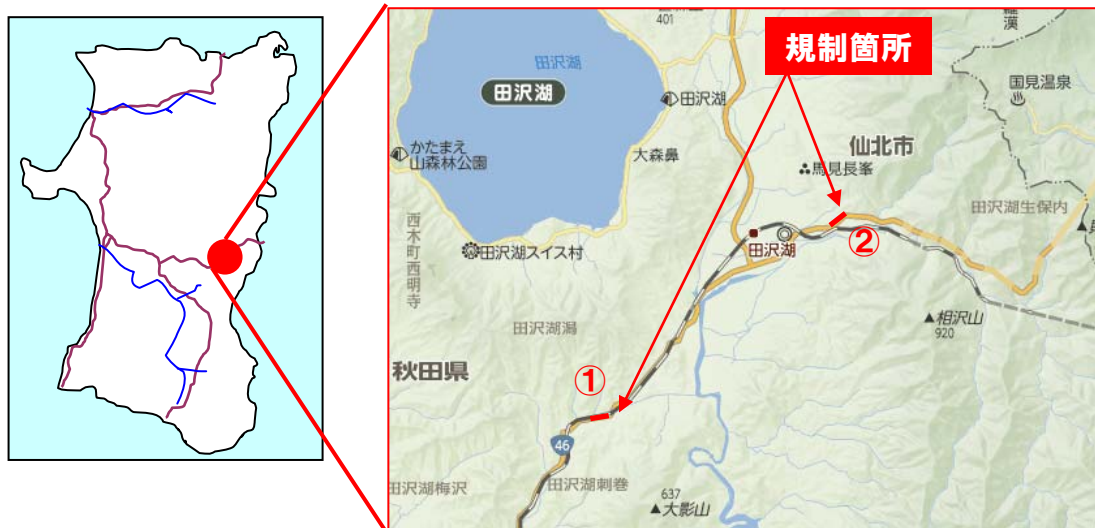 401
規制箇所
羅
漢
国見温泉
田沢湖
田沢湖
田沢湖
かたまえ
山森林公園
大森鼻
仙北市
馬見長峯
田沢湖生保内
西木町西明寺
田沢湖スイス村
田沢湖
②
田沢湖潟
相沢山
920
秋田県
①
46
田沢湖梅沢
田沢湖刺巻
637
大影山